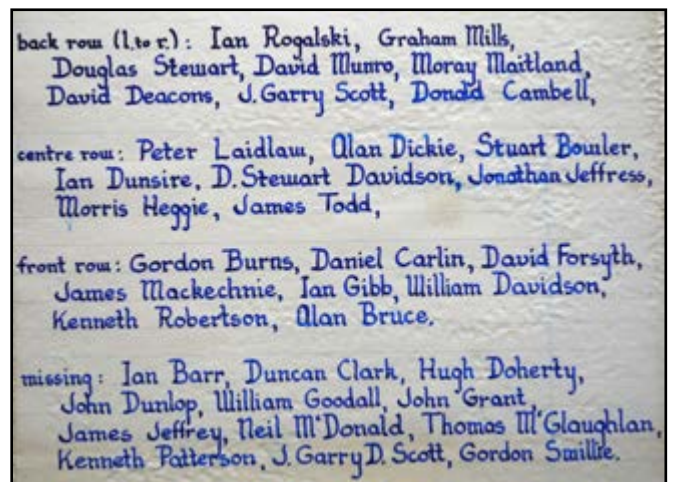 back row (l. to r.): Ian Rogalski, Graham Mills,
Douglas Stewart, David Munro, Moray Maitland,
David Deacons, J. Garry Scott, Donald Cambell,
centre row: Peter Laidlaw, Alan Dickie, Stuart Bowler,
Ian Dunsire, D. Stewart Davidson, Jonathan Jeffress,
Morris Heggie, James Todd,
front row: Gordon Burns, Daniel Carlin, David Forsyth,
James Mackechnie, Ian Gibb, William Davidson,
Kenneth Robertson, Alan Bruce.
missing: Ian Barr, Duncan Clark, Hugh Doherty,
John Dunlop, William Goodall, John Grant,
James Jeffrey, Neil McDonald, Thomas McGlaughlan,
Kenneth Patterson, J. Garry D. Scott, Gordon Smillie.